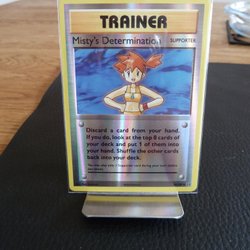 TRAINER
Misty's Determination SUPPORTER
Discard a card from your hand.
If you do, look at the top 8 cards of
your deck and put 1 of them into
your hand. Shuffle the other cards
back into your deck.